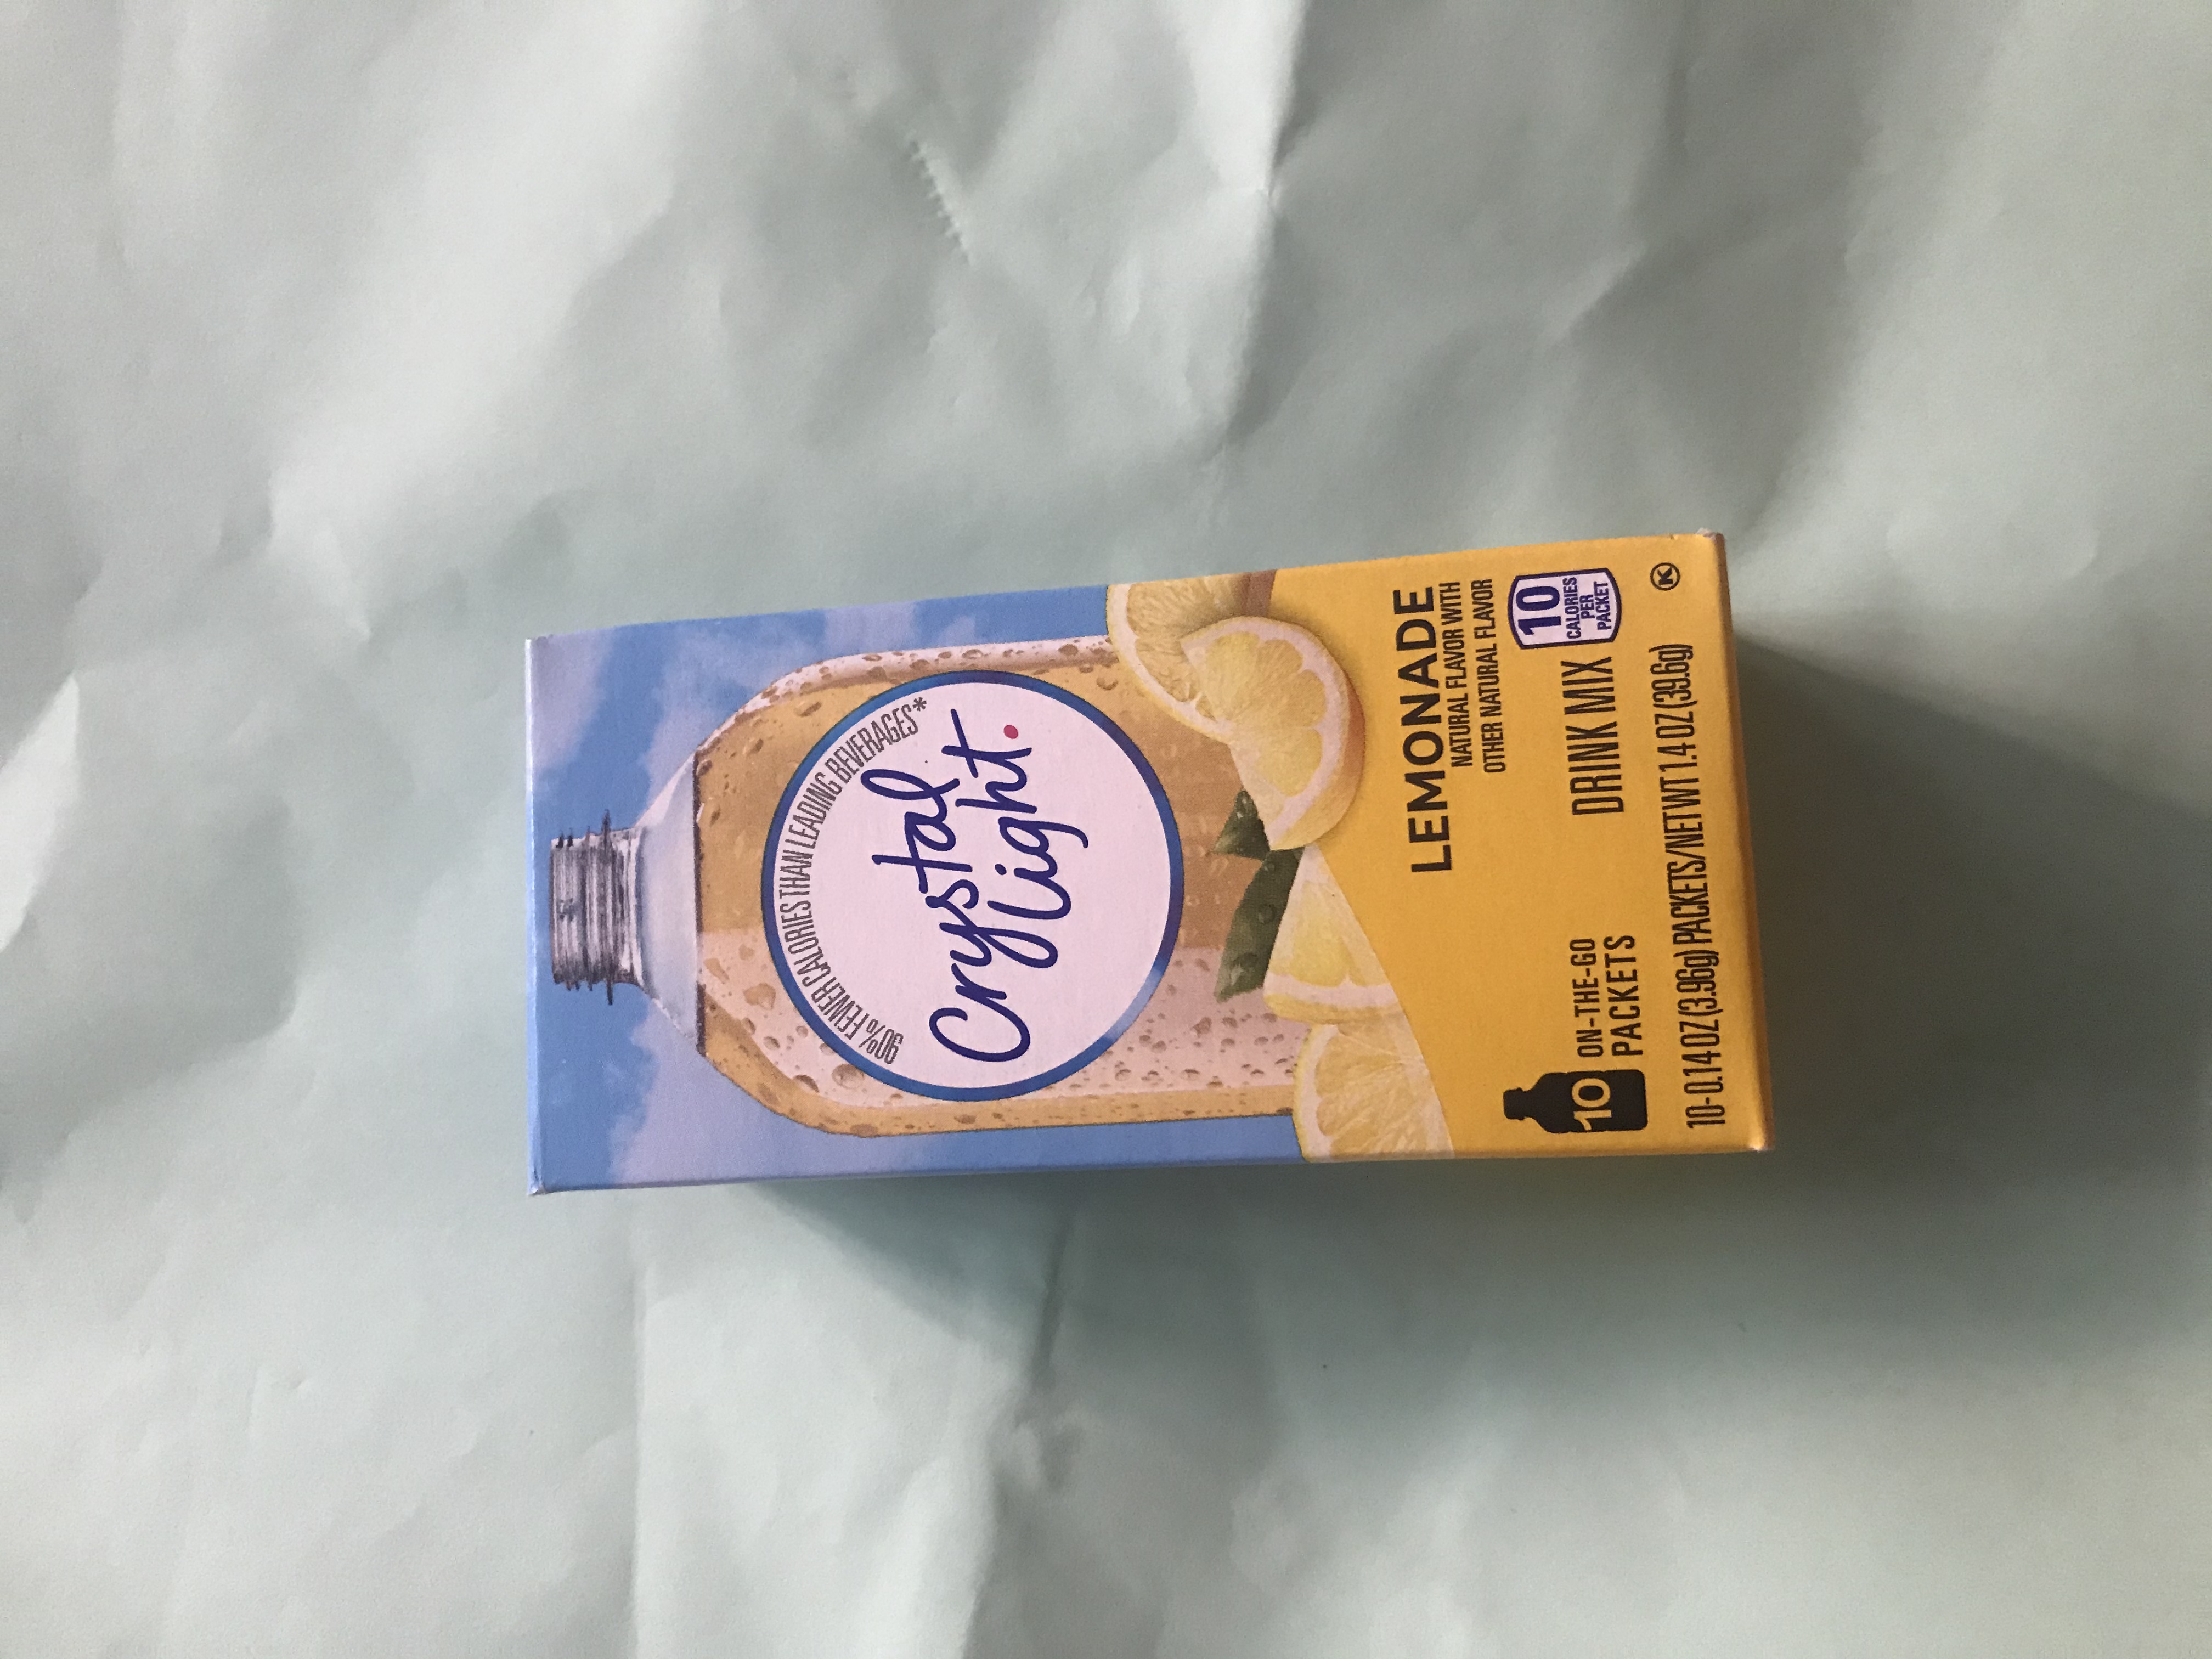 90% FEWER CALORIES THAN LEADING BEVERAGES*
Crystal
Light.
LEMONADE
NATURAL FLAVOR WITH
OTHER NATURAL FLAVOR
10
CALORIES
PER
PACKET
10
ON-THE-GO
PACKETS
DRINK MIX
10-0.14 OZ (3.96g) PACKETS/NET WT 1.4 OZ (39.6g)
K